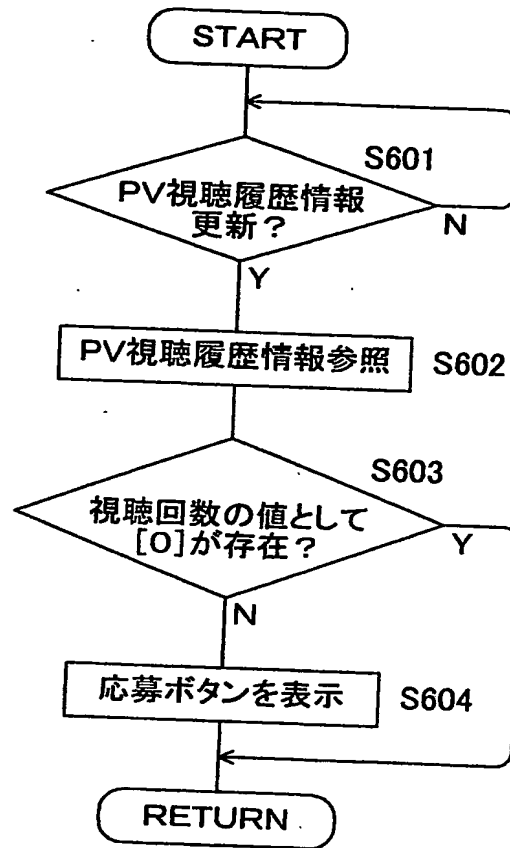 START
S601
PV視聴履歴情報
更新?
N
Y
PV視聴履歴情報参照
S602
S603
視聴回数の値として
[0]が存在?
Y
N
応募ボタンを表示
S604
RETURN